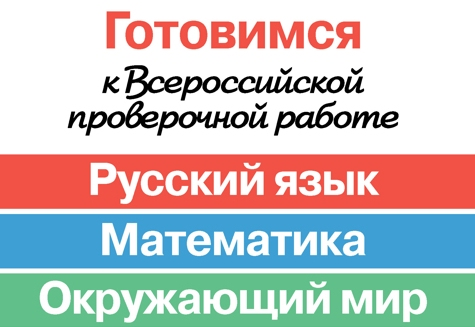 Готовимся
к Всероссийской
проверочной работе
Русский язык
Математика
Окружающий мир